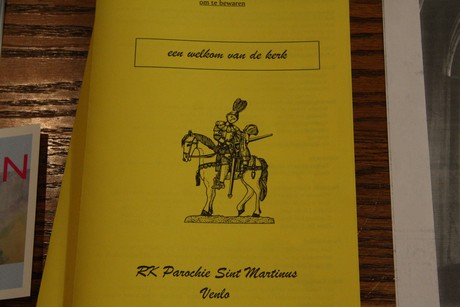 om te bewaren
een welkom van de kerk
N
RK Parochie Sint Martinus
Venlo